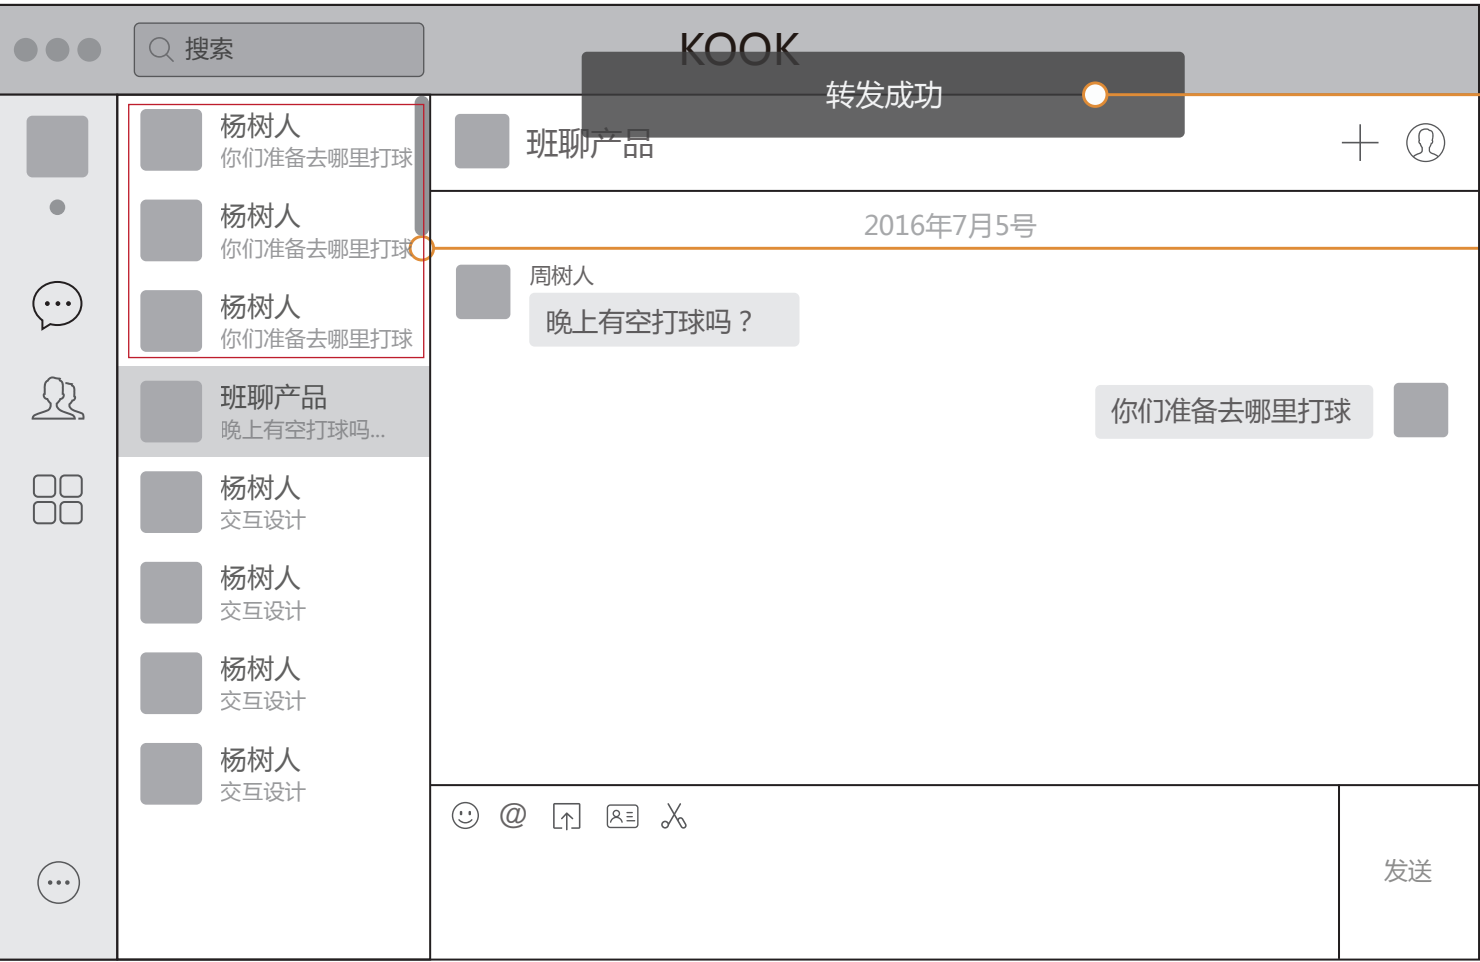 搜索
KOOK
转发成功
杨树人
你们准备去哪里打球
杨树人
你们准备去哪里打球
杨树人
你们准备去哪里打球
班聊产品
晚上有空打球吗...
杨树人
交互设计
杨树人
交互设计
杨树人
交互设计
杨树人
交互设计
班聊产品
2016年7月5号
周树人
晚上有空打球吗？
你们准备去哪里打球
@
发送